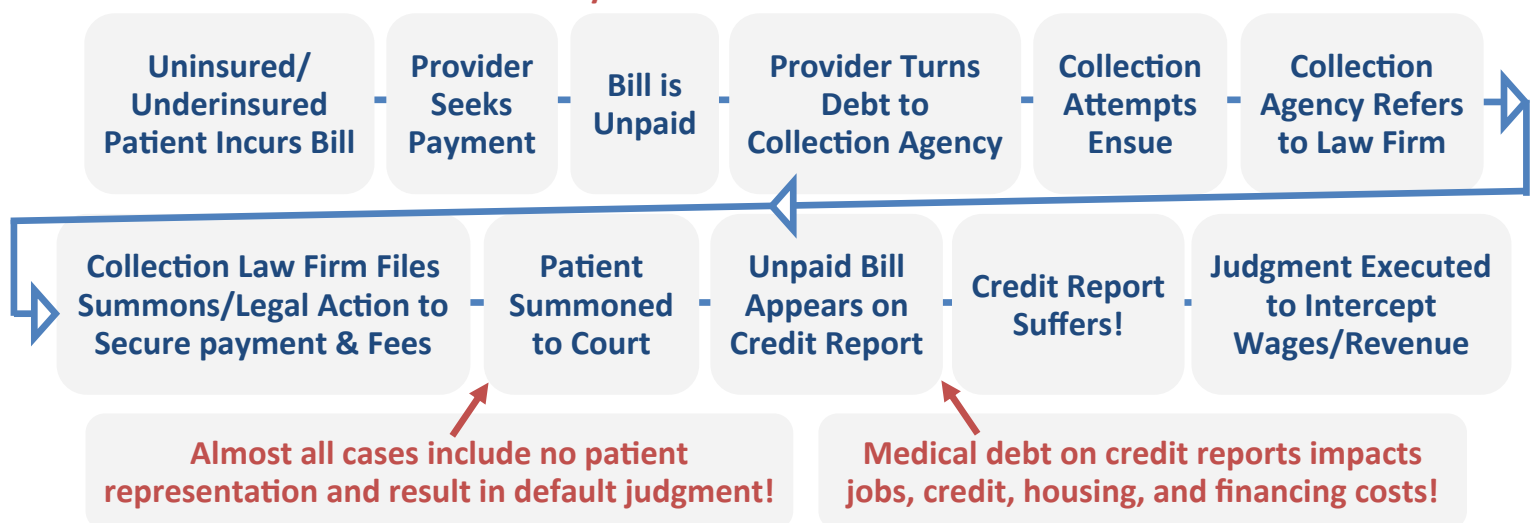 Uninsured/
Underinsured
Patient Incurs Bill
Provider
Seeks
Payment
Bill is
Unpaid
Provider Turns
Debt to
Collection Agency
Collection
Attempts
Ensue
Collection
Agency Refers
to Law Firm
Collection Law Firm Files
Summons/Legal Action to
Secure payment & Fees
Patient
Summoned
to Court
Unpaid Bill
Appears on
Credit Report
Credit Report
Suffers!
Judgment Executed
to Intercept
Wages/Revenue
Almost all cases include no patient
representation and result in default judgment!
Medical debt on credit reports impacts
jobs, credit, housing, and financing costs!